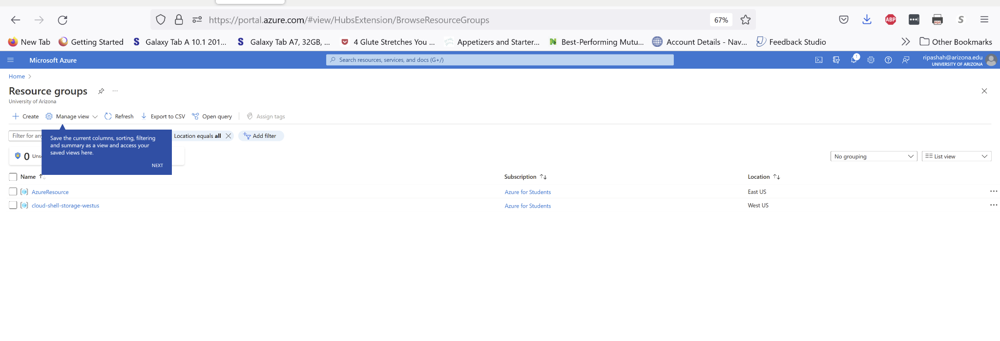 https://portal.azure.com/#view/HubsExtension/BrowseResourceGroups
67%
ABP
PDF
S
New Tab
Getting Started
S Galaxy Tab A 10.1 201...
S Galaxy Tab A7, 32GB, ...
4 Glute Stretches You ...
Appetizers and Starter...
N Best-Performing Mutu...
Account Details - Nav...
Feedback Studio
Other Bookmarks
Microsoft Azure
Search resources, services, and docs (G+/)
1
ripashah@arizona.edu
UNIVERSITY OF ARIZONA
Home
Resource groups
...
University of Arizona
Create
Manage view
Refresh
Export to CSV
Open query
Assign tags
Filter for any
Location equals all
Add filter
Save the current columns, sorting, filtering
and summary as a view and access your
saved views here.
NEXT
0 Uns
No grouping
List view
Name
Subscription
Location
AzureResource
Azure for Students
East US
...
cloud-shell-storage-westus
Azure for Students
West US
...